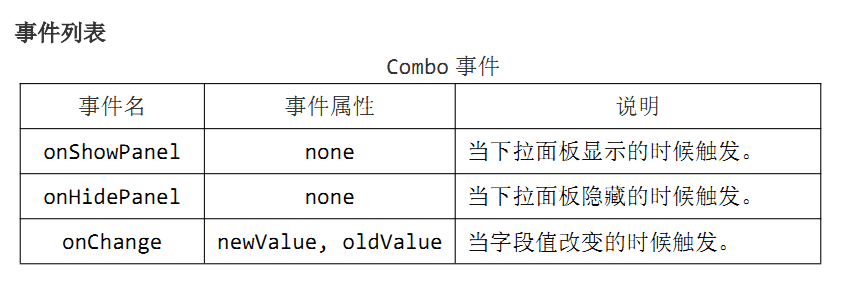 事件列表
Combo 事件
事件名 事件属性 说明
onShowPanel none 当下拉面板显示的时候触发。
onHidePanel none 当下拉面板隐藏的时候触发。
onChange newValue, oldValue 当字段值改变的时候触发。